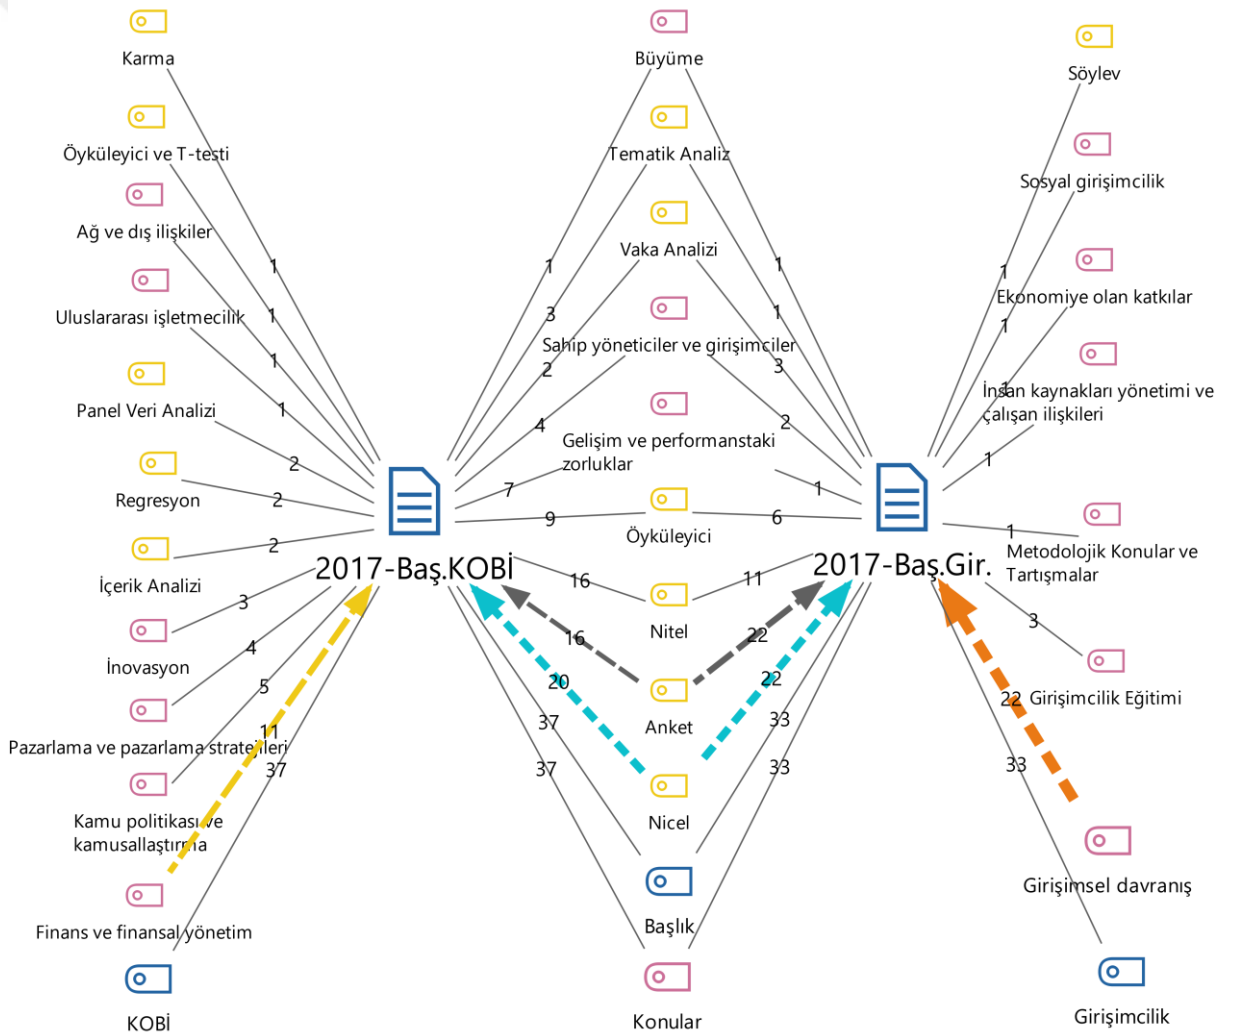 Karma
Büyüme
Söylev
Öyküleyici ve T-testi
Tematik Analiz
Sosyal girişimcilik
Ağ ve dış ilişkiler
Vaka Analizi
1
1
1
1
Ekonomiye olan katkılar
Uluslararası işletmecilik
1
3
1
1
Sahip yöneticiler ve girişimciler
1
2
3
1
İnsan kaynakları yönetimi ve
çalışan ilişkileri
Panel Veri Analizi
1
4
2
Gelişim ve performanstaki
zorluklar
2
1
Regresyon
2
7
1
9
6
Öyküleyici
1
Metodolojik Konular ve
Tartışmalar
2
İçerik Analizi
2017-Baş.KOBİ
2017-Baş.Gir.
16
11
3
Nitel
3
İnovasyon
4
16
22
5
20
22
22
Girişimcilik Eğitimi
Anket
Pazarlama ve pazarlama stratejileri
11
37
33
37
37
33
33
Kamu politikası ve
kamusallaştırma
Nicel
Girişimsel davranış
Finans ve finansal yönetim
Başlık
KOBİ
Konular
Girişimcilik